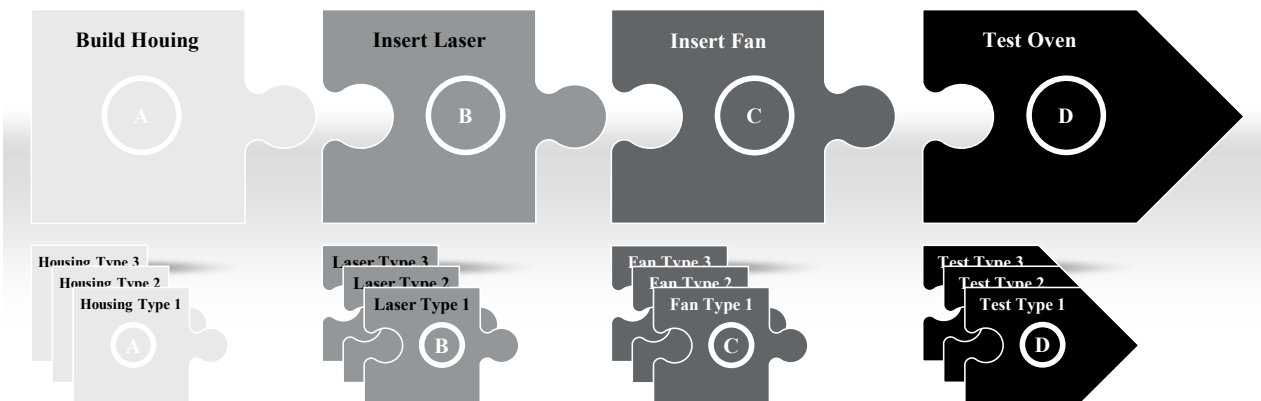 Build Houing
Insert Laser
Insert Fan
Test Oven
A
B
C
D
Housing Type 3
Housing Type 2
Housing Type 1
A
Laser Type 3
Laser Type 2
Laser Type 1
B
Fan Type 3
Fan Type 2
Fan Type 1
C
Test Type 3
Test Type 2
Test Type 1
D